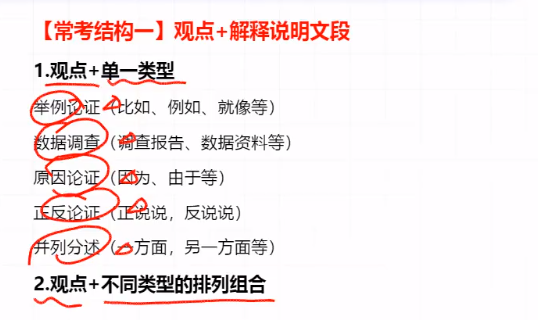 【常考结构一】观点+解释说明文段
1.观点+单一类型
举例论证（比如、例如、就像等）
数据调查（调查报告、数据资料等）
原因论证（因为、由于等）
正反论证（正说说，反说说）
并列分述（一方面，另一方面等）
2.观点+不同类型的排列组合